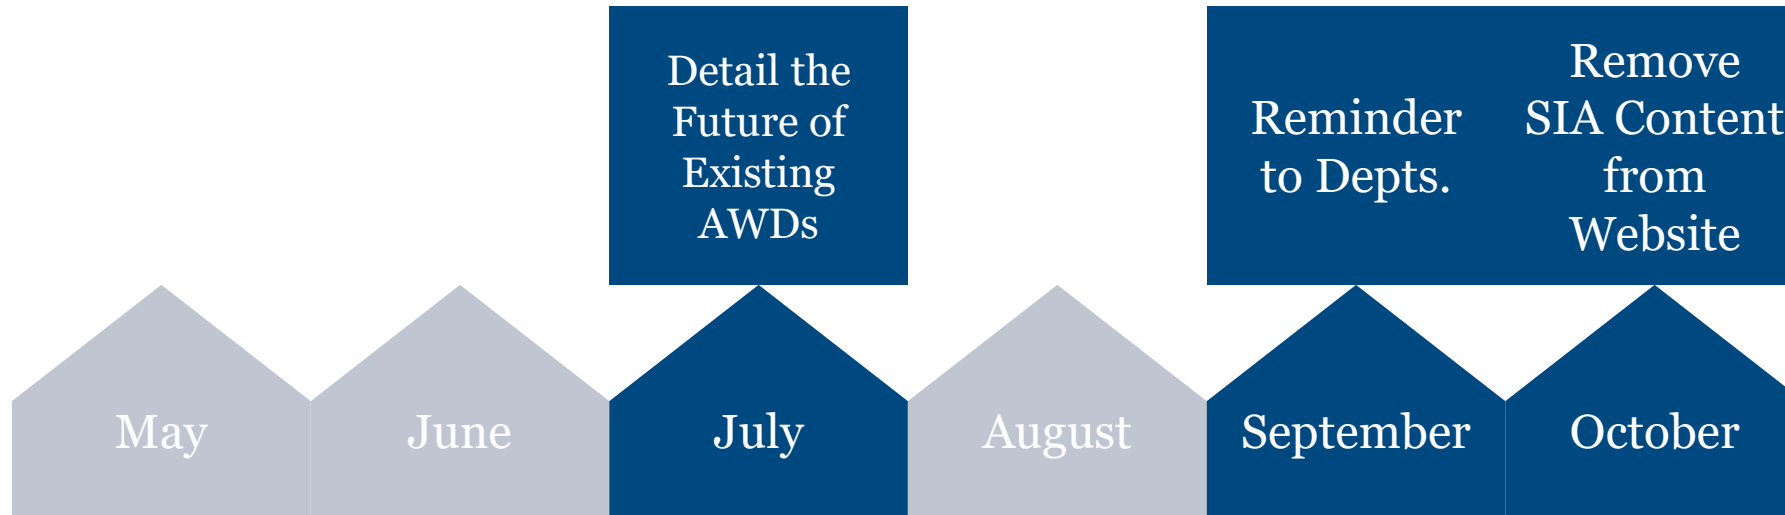 Detail the
Future of
Existing
AWDs
Reminder
to Depts.
Remove
SIA Content
from
Website
May
June
July
August
September
October